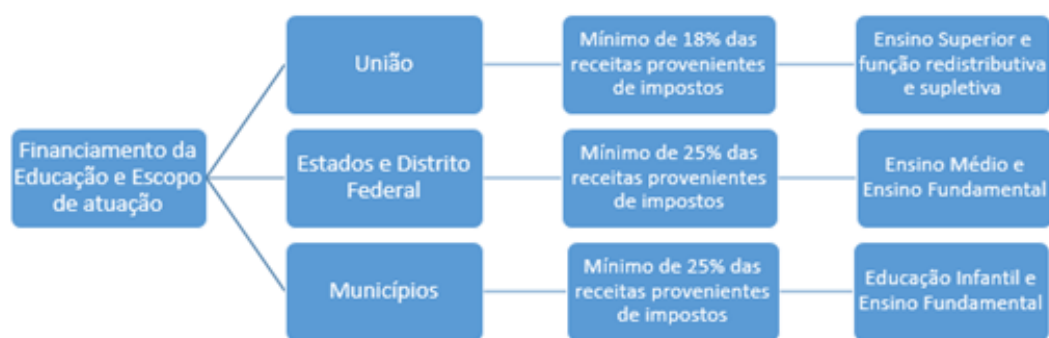 Financiamento da
Educação e Escopo
de atuação
União
Mínimo de 18% das
receitas provenientes
de impostos
Ensino Superior e
função redistributiva
e supletiva
Estados e Distrito
Federal
Mínimo de 25% das
receitas provenientes
de impostos
Ensino Médio e
Ensino Fundamental
Municípios
Mínimo de 25% das
receitas provenientes
de impostos
Educação Infantil e
Ensino Fundamental